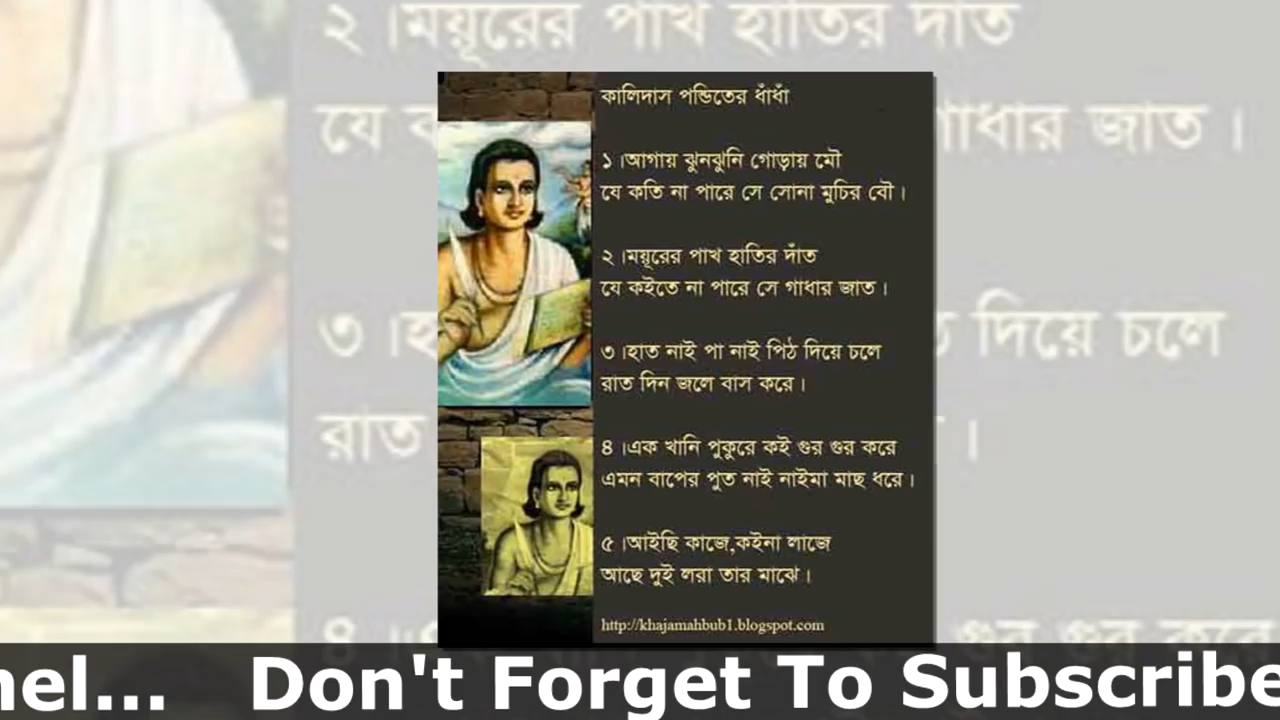 কালিদাস পন্ডিতের ধাঁধাঁ
১।আগায় ঝুনঝুনি গোড়ায় মৌ
যে কতি না পারে সে সোনা মুচির বৌ।
২।ময়ূরের পাখ হাতির দাঁত
যে কইতে না পারে সে গাধার জাত।
৩।হাত নাই পা নাই পিঠ দিয়ে চলে
রাত দিন জলে বাস করে।
৪।এক খানি পুকুরে কই গুর গুর করে
এমন বাপের পুত নাই নাইমা মাছ ধরে।
৫।আইছি কাজে,কইনা লাজে
আছে দুই লরা তার মাঝে।
http://khajamahbub1.blogspot.com
nel... Don't Forget To Subscribe